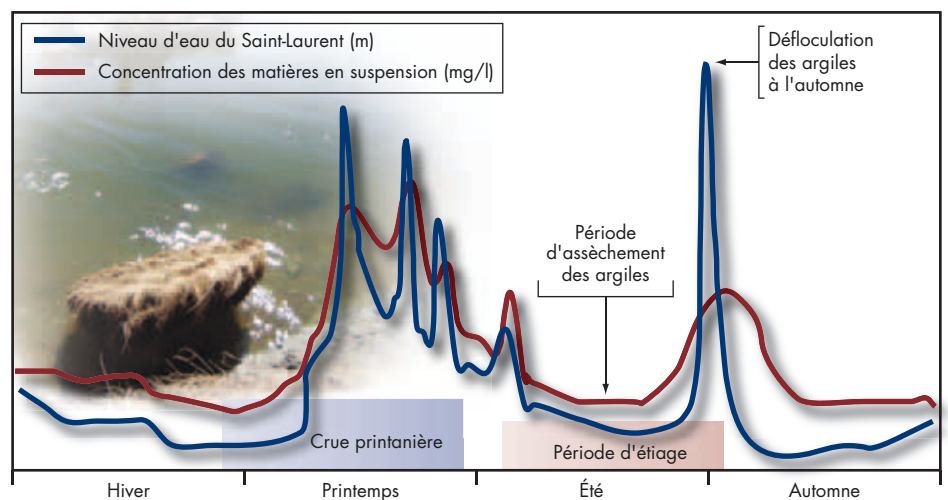 Niveau d'eau du Saint-Laurent (m)
Concentration des matières en suspension (mg/l)
Défloculation
des argiles
à l'automne
Période
d'assèchement
des argiles
Crue printanière
Période d'étiage
Hiver
Printemps
Été
Automne